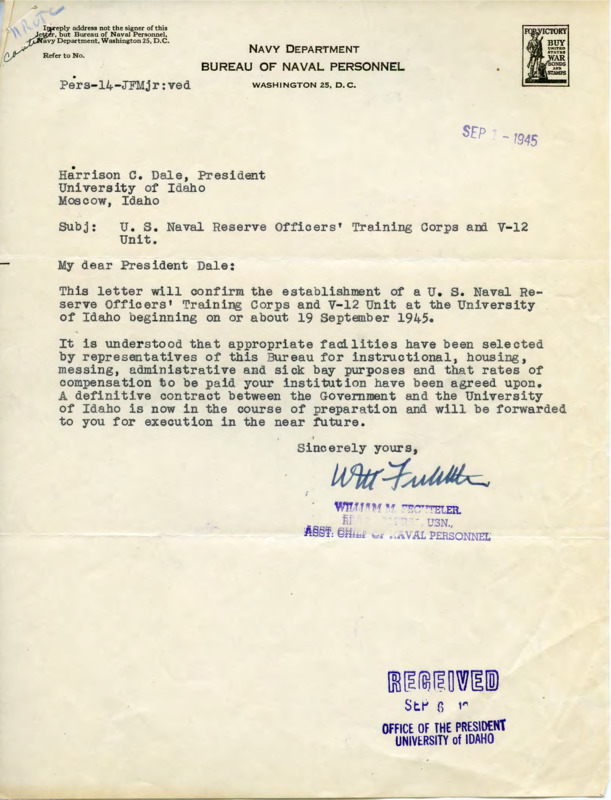 NROTC
In reply address not the signer of this
letter, but Bureau of Naval Personnel,
Navy Department, Washington 25, D. C.
Refer to No.
Pers-14-JFMjr:ved
NAVY DEPARTMENT
BUREAU OF NAVAL PERSONNEL
WASHINGTON 25, D. C.
FOR VICTORY
BUY
UNITED
STATES
WAR
BONDS
AND
STAMPS
SEP 1 - 1945
Harrison C. Dale, President
University of Idaho
Moscow, Idaho
Subj: U. S. Naval Reserve Officers' Training Corps and V-12
Unit.
My dear President Dale:
This letter will confirm the establishment of a U. S. Naval Re-
serve Officers' Training Corps and V-12 Unit at the University
of Idaho beginning on or about 19 September 1945.
It is understood that appropriate facilities have been selected
by representatives of this Bureau for instructional, housing,
messing, administrative and sick bay purposes and that rates of
compensation to be paid your institution have been agreed upon.
A definitive contract between the Government and the University
of Idaho is now in the course of preparation and will be forwarded
to you for execution in the near future.
Sincerely yours,
WILLIAM M. FECHTELER.
USN.,
ASST. CHIEF OF NAVAL PERSONNEL
RECEIVED
SEP 6
OFFICE OF THE PRESIDENT
UNIVERSITY of IDAHO